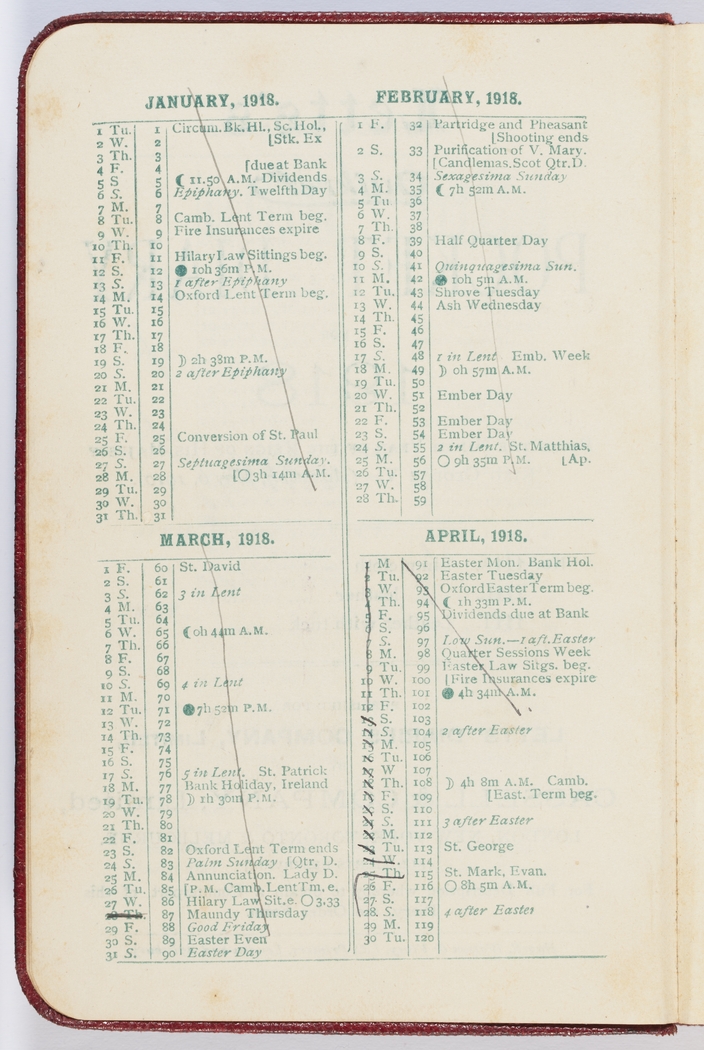 JANUARY, 1918.
1 Tu. 1 Circum. Bk. Hl., Sc. Hol.,
2 W. 2 [Stk. Ex
3 Th. 3
4 F. 4 [due at Bank
5 S 5 ☾ 11.50 A.M. Dividends
6 S. 6 Epiphany. Twelfth Day
7 M. 7
8 Tu. 8 Camb. Lent Term beg.
9 W. 9 Fire Insurances expire
10 Th. 10
11 F. 11 Hilary Law Sittings beg.
12 S. 12 ● 10h 36m P.M.
13 S. 13 1 after Epiphany
14 M. 14 Oxford Lent Term beg.
15 Tu. 15
16 W. 16
17 Th. 17
18 F. 18
19 S. 19 ☽ 2h 38m P.M.
20 S. 20 2 after Epiphany
21 M. 21
22 Tu. 22
23 W. 23
24 Th. 24
25 F. 25 Conversion of St. Paul
26 S. 26
27 S. 27 Septuagesima Sunday.
28 M. 28 [○ 3h 14m A.M.
29 Tu. 29
30 W. 30
31 Th. 31
FEBRUARY, 1918.
1 F. 32 Partridge and Pheasant
[Shooting ends
2 S. 33 Purification of V. Mary.
[Candlemas. Scot Qtr. D.
3 S. 34 Sexagesima Sunday
4 M. 35 ☾ 7h 52m A.M.
5 Tu. 36
6 W. 37
7 Th. 38
8 F. 39 Half Quarter Day
9 S. 40
10 S. 41 Quinquagesima Sun.
11 M. 42 ● 10h 5m A.M.
12 Tu. 43 Shrove Tuesday
13 W. 44 Ash Wednesday
14 Th. 45
15 F. 46
16 S. 47
17 S. 48 1 in Lent Emb. Week
18 M. 49 ☽ 0h 57m A.M.
19 Tu. 50
20 W. 51 Ember Day
21 Th. 52
22 F. 53 Ember Day
23 S. 54 Ember Day
24 S. 55 2 in Lent. St. Matthias,
25 M. 56 ○ 9h 35m P.M. [Ap.
26 Tu. 57
27 W. 58
28 Th. 59
MARCH, 1918.
1 F. 60 St. David
2 S. 61
3 S. 62 3 in Lent
4 M. 63
5 Tu. 64
6 W. 65 ☾ 0h 44m A.M.
7 Th. 66
8 F. 67
9 S. 68
10 S. 69 4 in Lent
11 M. 70
12 Tu. 71 ● 7h 52m P.M.
13 W. 72
14 Th. 73
15 F. 74
16 S. 75
17 S. 76 5 in Lent. St. Patrick
18 M. 77 Bank Holiday, Ireland
19 Tu. 78 ☽ 1h 30m P.M.
20 W. 79
21 Th. 80
22 F. 81
23 S. 82 Oxford Lent Term ends
24 S. 83 Palm Sunday [Qtr. D.
25 M. 84 Annunciation. Lady D.
26 Tu. 85 [P.M. Camb. Lent Tm. e.
27 W. 86 Hilary Law Sit. e. ○ 3.33
28 Th. 87 Maundy Thursday
29 F. 88 Good Friday
30 S. 89 Easter Even
31 S. 90 Easter Day
APRIL, 1918.
1 M 91 Easter Mon. Bank Hol.
2 Tu. 92 Easter Tuesday
3 W. 93 Oxford Easter Term beg.
4 Th. 94 ☾ 1h 33m P.M.
5 F. 95 Dividends due at Bank
6 S. 96
7 S. 97 Low Sun.—1 aft. Easter
8 M. 98 Quarter Sessions Week
9 Tu. 99 Easter Law Sitgs. beg.
10 W. 100 [Fire Insurances expire
11 Th. 101 ● 4h 34m A.M.
12 F. 102
13 S. 103
14 S. 104 2 after Easter
15 M. 105
16 Tu. 106
17 W 107
18 Th. 108 ☽ 4h 8m A.M. Camb.
19 F. 109 [East. Term beg.
20 S. 110
21 S. 111 3 after Easter
22 M. 112
23 Tu. 113 St. George
24 W. 114
25 Th 115 St. Mark, Evan.
26 F. 116 ○ 8h 5m A.M.
27 S. 117
28 S. 118 4 after Easter
29 M. 119
30 Tu. 120